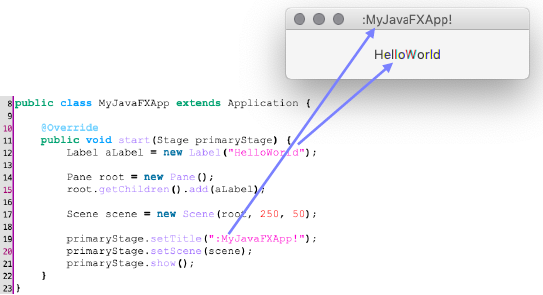 :MyJavaFXApp!
HelloWorld
8 public class MyJavaFXApp extends Application {
9
10 @Override
11 public void start(Stage primaryStage) {
12 Label aLabel = new Label("HelloWorld");
13
14 Pane root = new Pane();
15 root.getChildren().add(aLabel);
16
17 Scene scene = new Scene(root, 250, 50);
18
19 primaryStage.setTitle(":MyJavaFXApp!");
20 primaryStage.setScene(scene);
21 primaryStage.show();
22 }
23 }